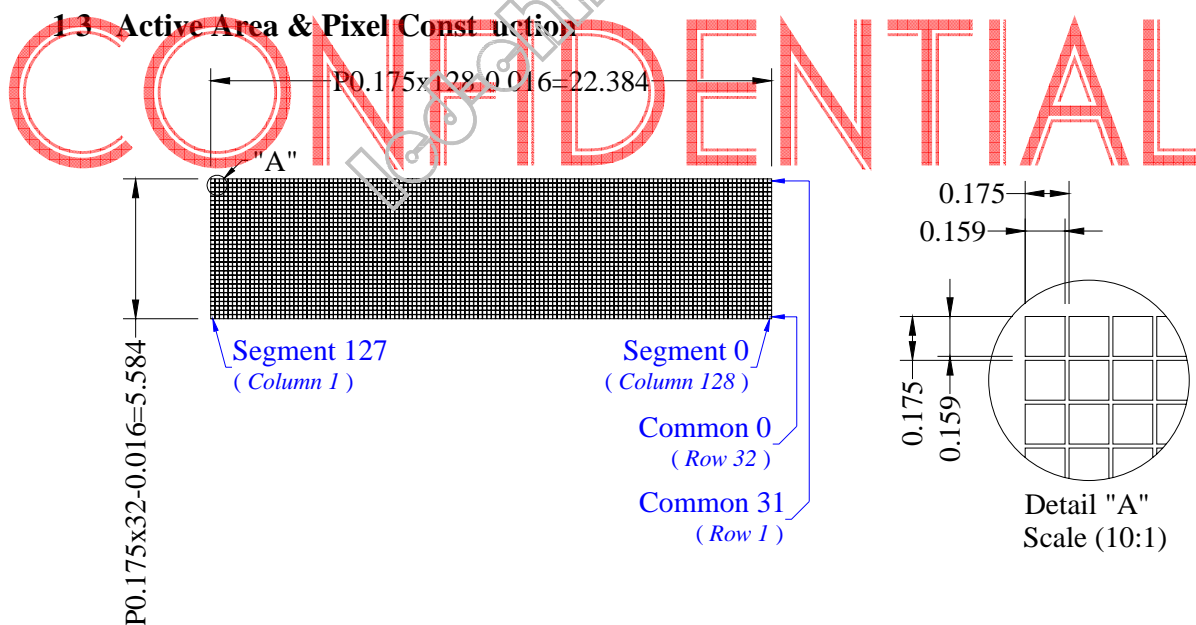 1 3 Active Area & Pixel Const uction
CONFIDENTIAL
P0.175x128-0.016=22.384
"A"
0.175
0.159
Segment 127
( Column 1 )
Segment 0
( Column 128 )
Common 0
( Row 32 )
Common 31
( Row 1 )
P0.175x32-0.016=5.584
0.175
0.159
Detail "A"
Scale (10:1)